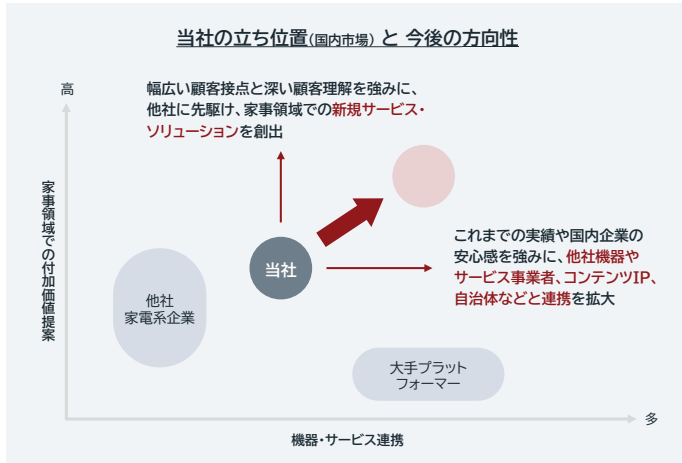 当社の立ち位置(国内市場) と 今後の方向性
高
幅広い顧客接点と深い顧客理解を強みに、
他社に先駆け、家事領域での新規サービス・
ソリューションを創出
家事領域での付加価値提案
これまでの実績や国内企業の
安心感を強みに、他社機器や
サービス事業者、コンテンツIP、
自治体などと連携を拡大
当社
他社
家電系企業
大手プラット
フォーマー
多
機器・サービス連携